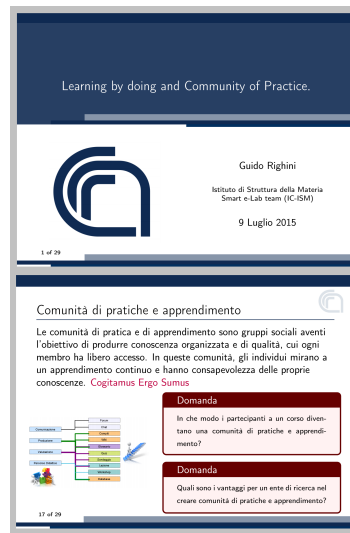 Learning by doing and Community of Practice.
Guido Righini
Istituto di Struttura della Materia
Smart e-Lab team (IC-ISM)
9 Luglio 2015
1 of 29
Comunità di pratiche e apprendimento
Le comunità di pratica e di apprendimento sono gruppi sociali aventi
l'obiettivo di produrre conoscenza organizzata e di qualità, cui ogni
membro ha libero accesso. In queste comunità, gli individui mirano a
un apprendimento continuo e hanno consapevolezza delle proprie
conoscenze. Cogitamus Ergo Sumus
Domanda
In che modo i partecipanti a un corso diven-
tano una comunità di pratiche e apprendi-
mento?
Domanda
Quali sono i vantaggi per un ente di ricerca nel
creare comunità di pratiche e apprendimento?
Forum
Chat
Comunicazione
Wiki
Produzione
Glossario
Quiz
Valutazione
Sondaggio
Lezione
Workshop
Database
17 of 29